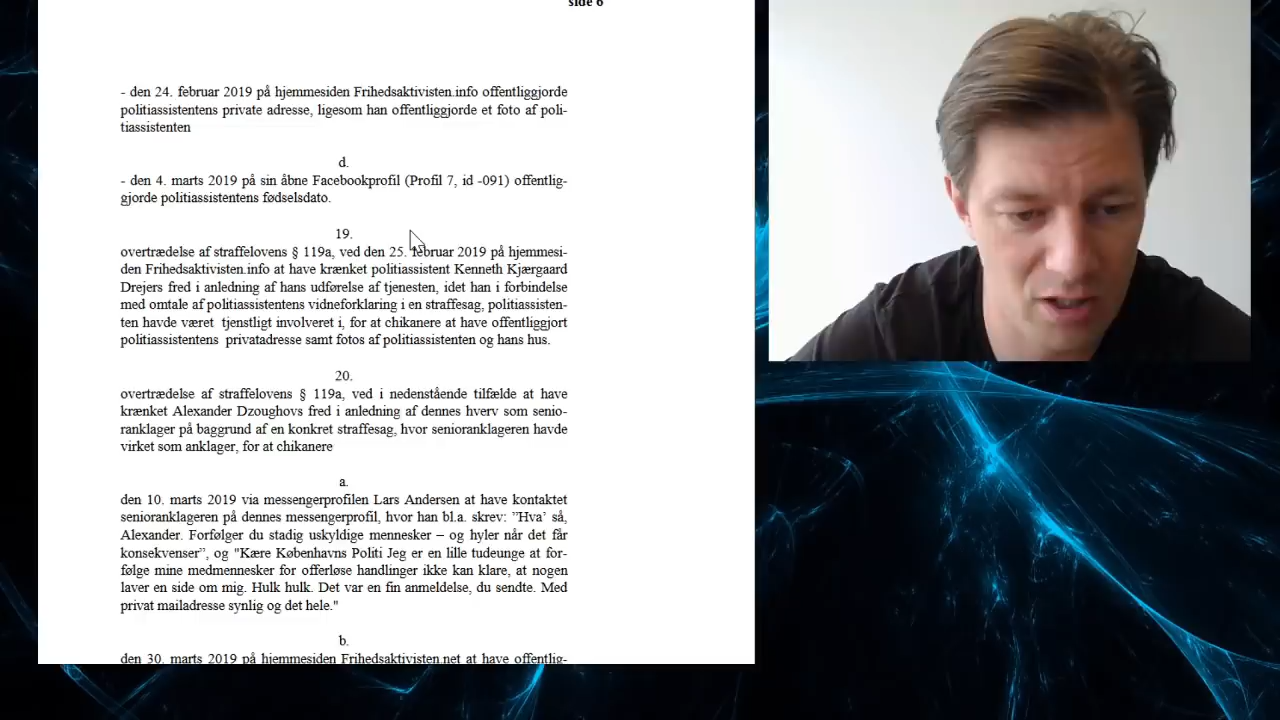 side 6
- den 24. februar 2019 på hjemmesiden Frihedsaktivisten.info offentliggjorde
politiassistentens private adresse, ligesom han offentliggjorde et foto af poli-
tiassistenten
d.
- den 4. marts 2019 på sin åbne Facebookprofil (Profil 7, id -091) offentlig-
gjorde politiassistentens fødselsdato.
19.
overtrædelse af straffelovens § 119a, ved den 25. februar 2019 på hjemmesi-
den Frihedsaktivisten.info at have krænket politiassistent Kenneth Kjærgaard
Drejers fred i anledning af hans udførelse af tjenesten, idet han i forbindelse
med omtale af politiassistentens vidneforklaring i en straffesag, politiassisten-
ten havde været tjenstligt involveret i, for at chikanere at have offentliggjort
politiassistentens privatadresse samt fotos af politiassistenten og hans hus.
20.
overtrædelse af straffelovens § 119a, ved i nedenstående tilfælde at have
krænket Alexander Dzoughovs fred i anledning af dennes hverv som senio-
ranklager på baggrund af en konkret straffesag, hvor senioranklageren havde
virket som anklager, for at chikanere
a.
den 10. marts 2019 via messengerprofilen Lars Andersen at have kontaktet
senioranklageren på dennes messengerprofil, hvor han bl.a. skrev: ”Hva’ så,
Alexander. Forfølger du stadig uskyldige mennesker – og hyler når det får
konsekvenser”, og "Kære Københavns Politi Jeg er en lille tudeunge at for-
følge mine medmennesker for offerløse handlinger ikke kan klare, at nogen
laver en side om mig. Hulk hulk. Det var en fin anmeldelse, du sendte. Med
privat mailadresse synlig og det hele."
b.
den 30. marts 2019 på hjemmesiden Frihedsaktivisten.net at have offentlig-